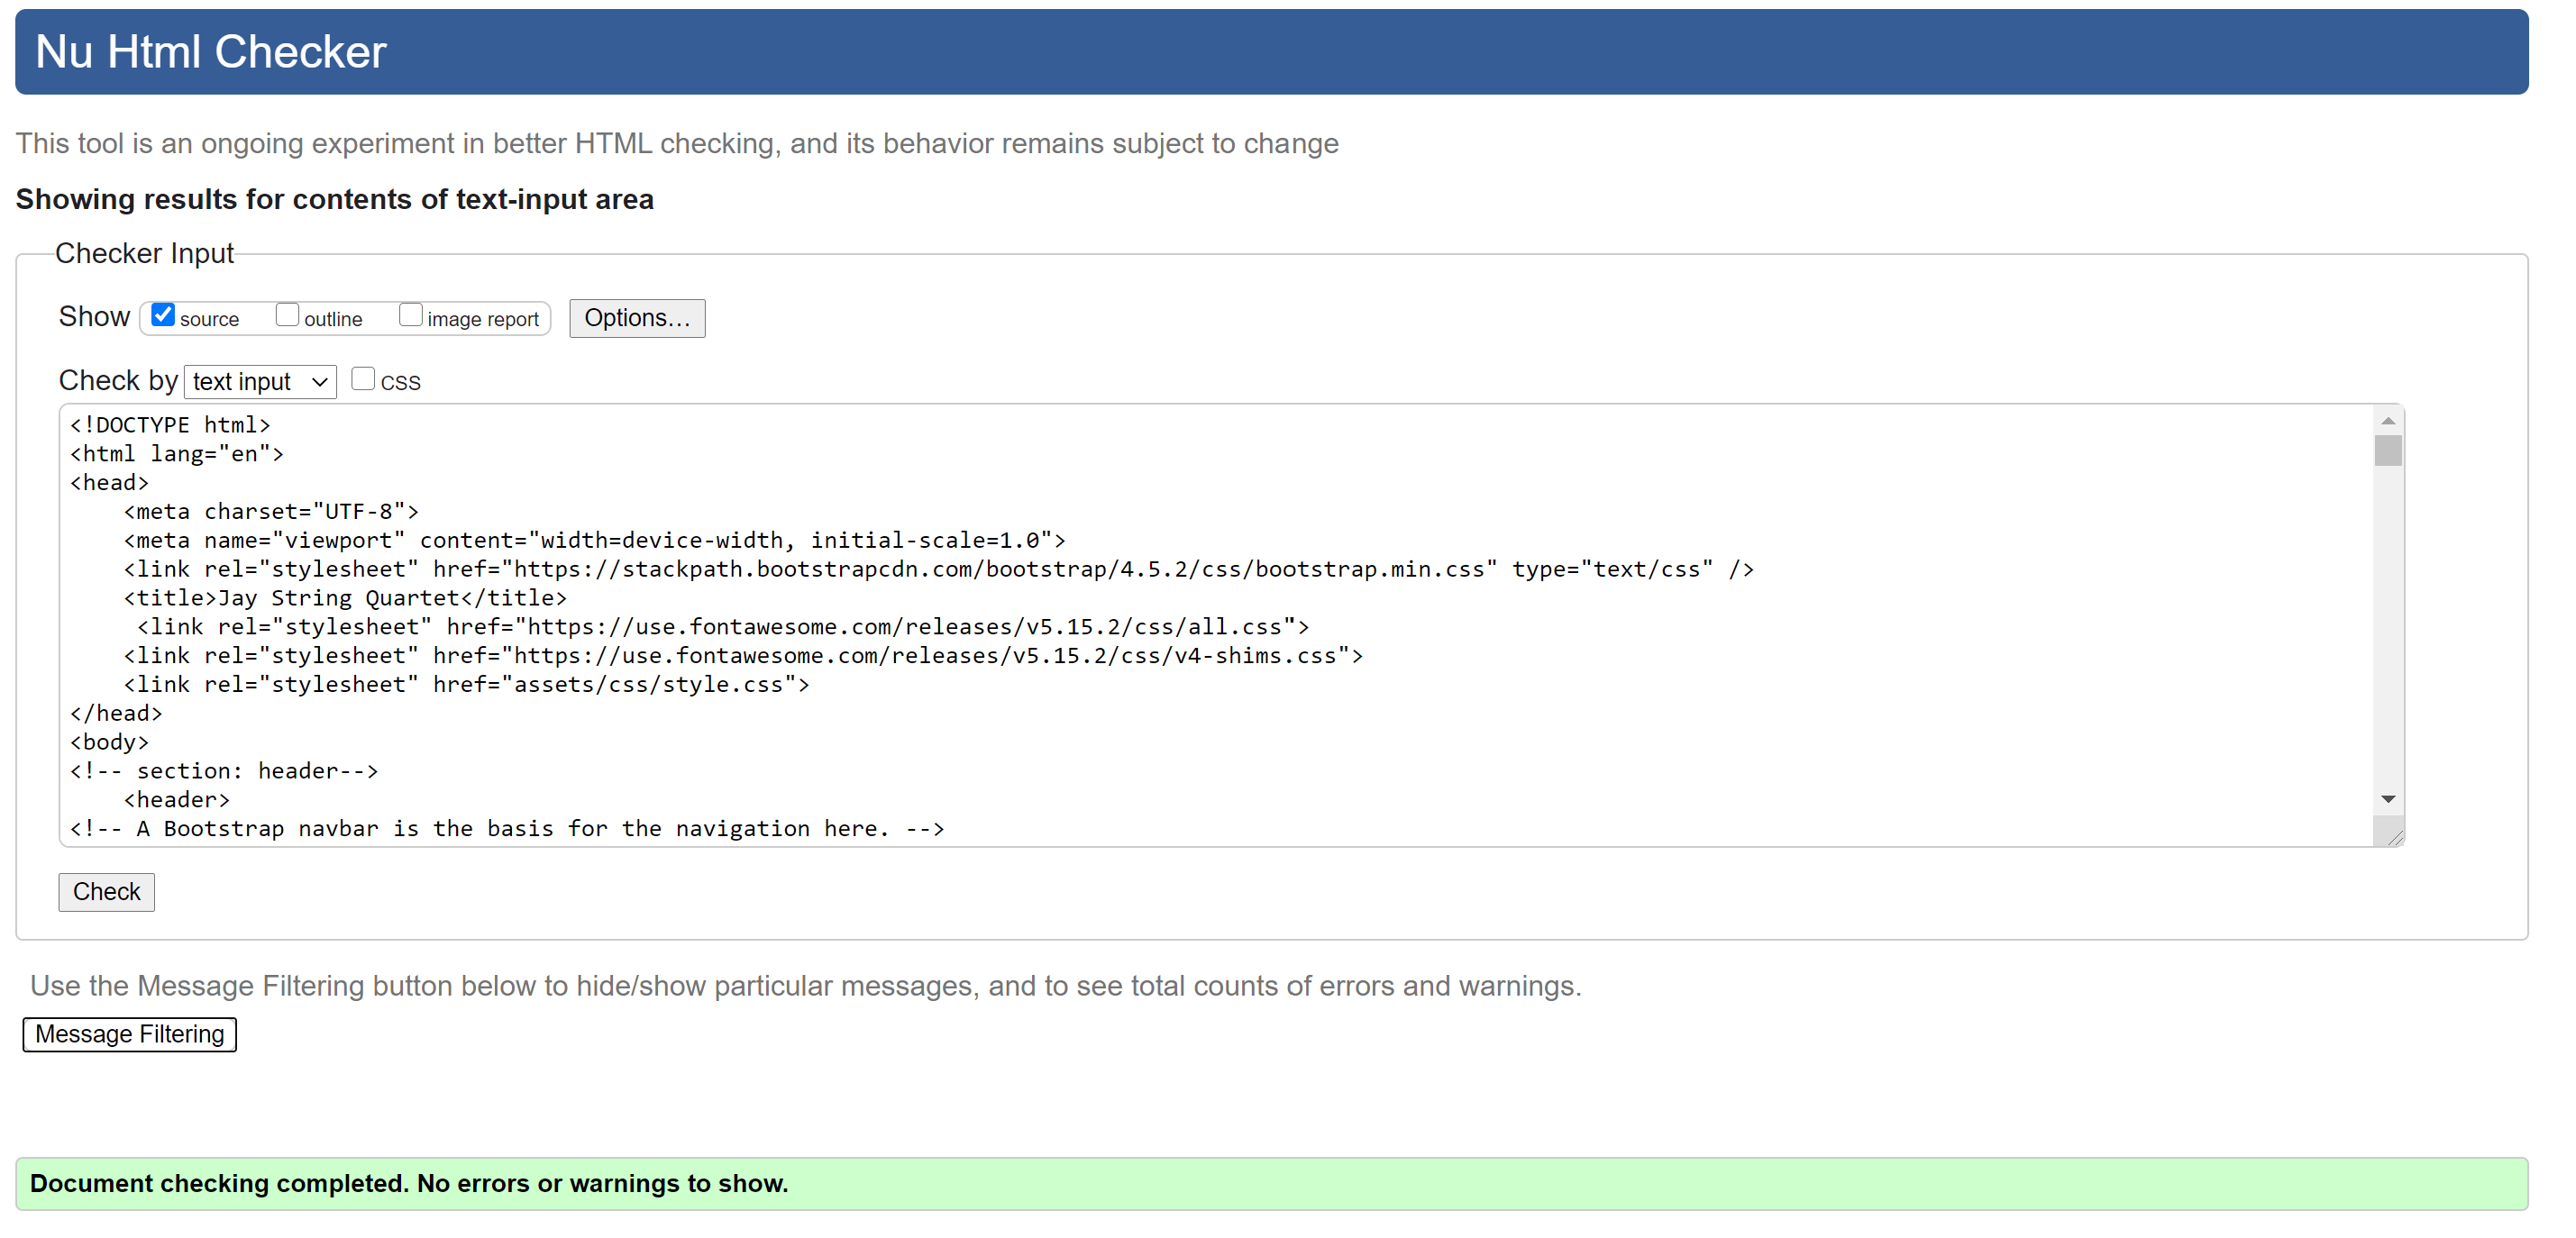 Nu Html Checker
This tool is an ongoing experiment in better HTML checking, and its behavior remains subject to change
Showing results for contents of text-input area
Checker Input
Show source outline image report Options...
Check by text input CSS
<!DOCTYPE html>
<html lang="en">
<head>
    <meta charset="UTF-8">
    <meta name="viewport" content="width=device-width, initial-scale=1.0">
    <link rel="stylesheet" href="https://stackpath.bootstrapcdn.com/bootstrap/4.5.2/css/bootstrap.min.css" type="text/css" />
    <title>Jay String Quartet</title>
     <link rel="stylesheet" href="https://use.fontawesome.com/releases/v5.15.2/css/all.css">
    <link rel="stylesheet" href="https://use.fontawesome.com/releases/v5.15.2/css/v4-shims.css">
    <link rel="stylesheet" href="assets/css/style.css">
</head>
<body>
<!-- section: header-->
    <header>
<!-- A Bootstrap navbar is the basis for the navigation here. -->
Check
Use the Message Filtering button below to hide/show particular messages, and to see total counts of errors and warnings.
Message Filtering
Document checking completed. No errors or warnings to show.